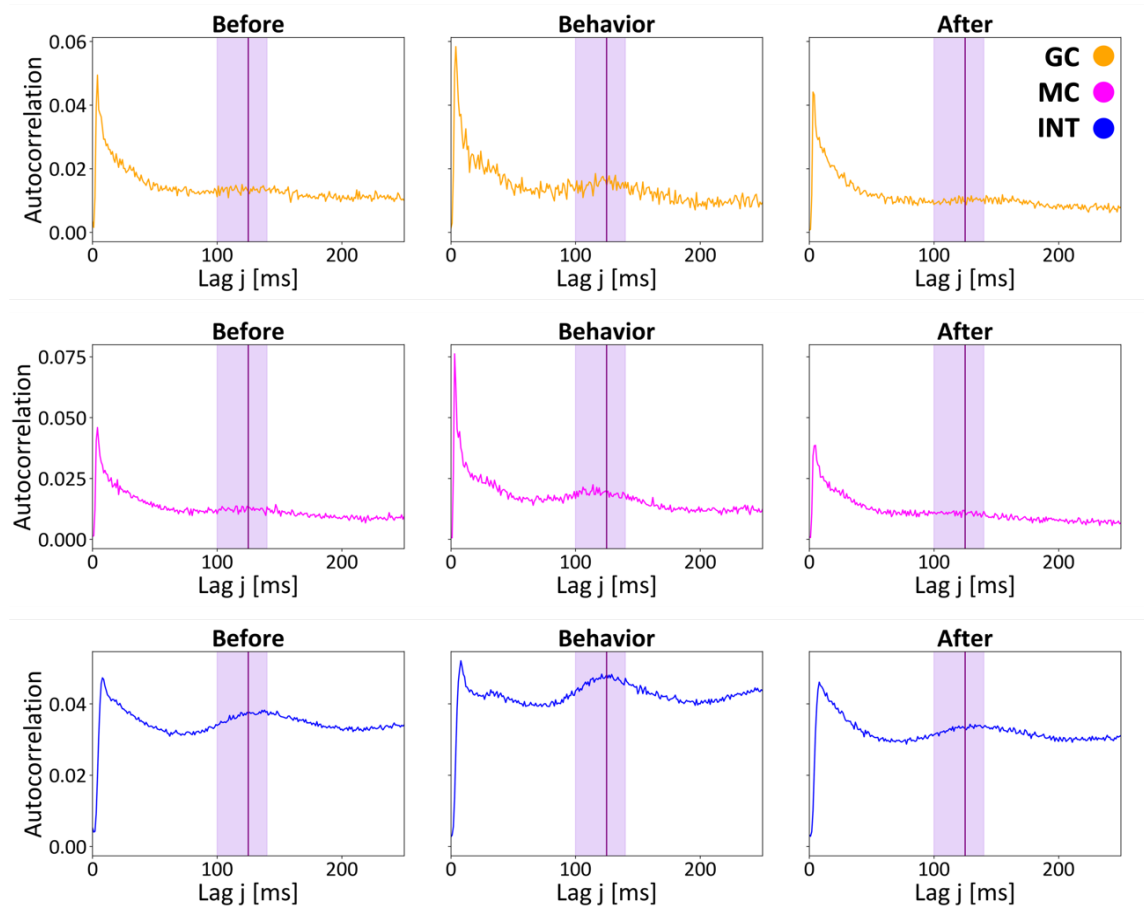 Before
Behavior
After
Autocorrelation
0.06
0.04
0.02
0.00
0
100
200
0
100
200
0
100
200
Lag j [ms]
Lag j [ms]
Lag j [ms]
GC
MC
INT
Before
Behavior
After
Autocorrelation
0.075
0.050
0.025
0.000
0
100
200
0
100
200
0
100
200
Lag j [ms]
Lag j [ms]
Lag j [ms]
Before
Behavior
After
Autocorrelation
0.04
0.02
0.00
0
100
200
0
100
200
0
100
200
Lag j [ms]
Lag j [ms]
Lag j [ms]